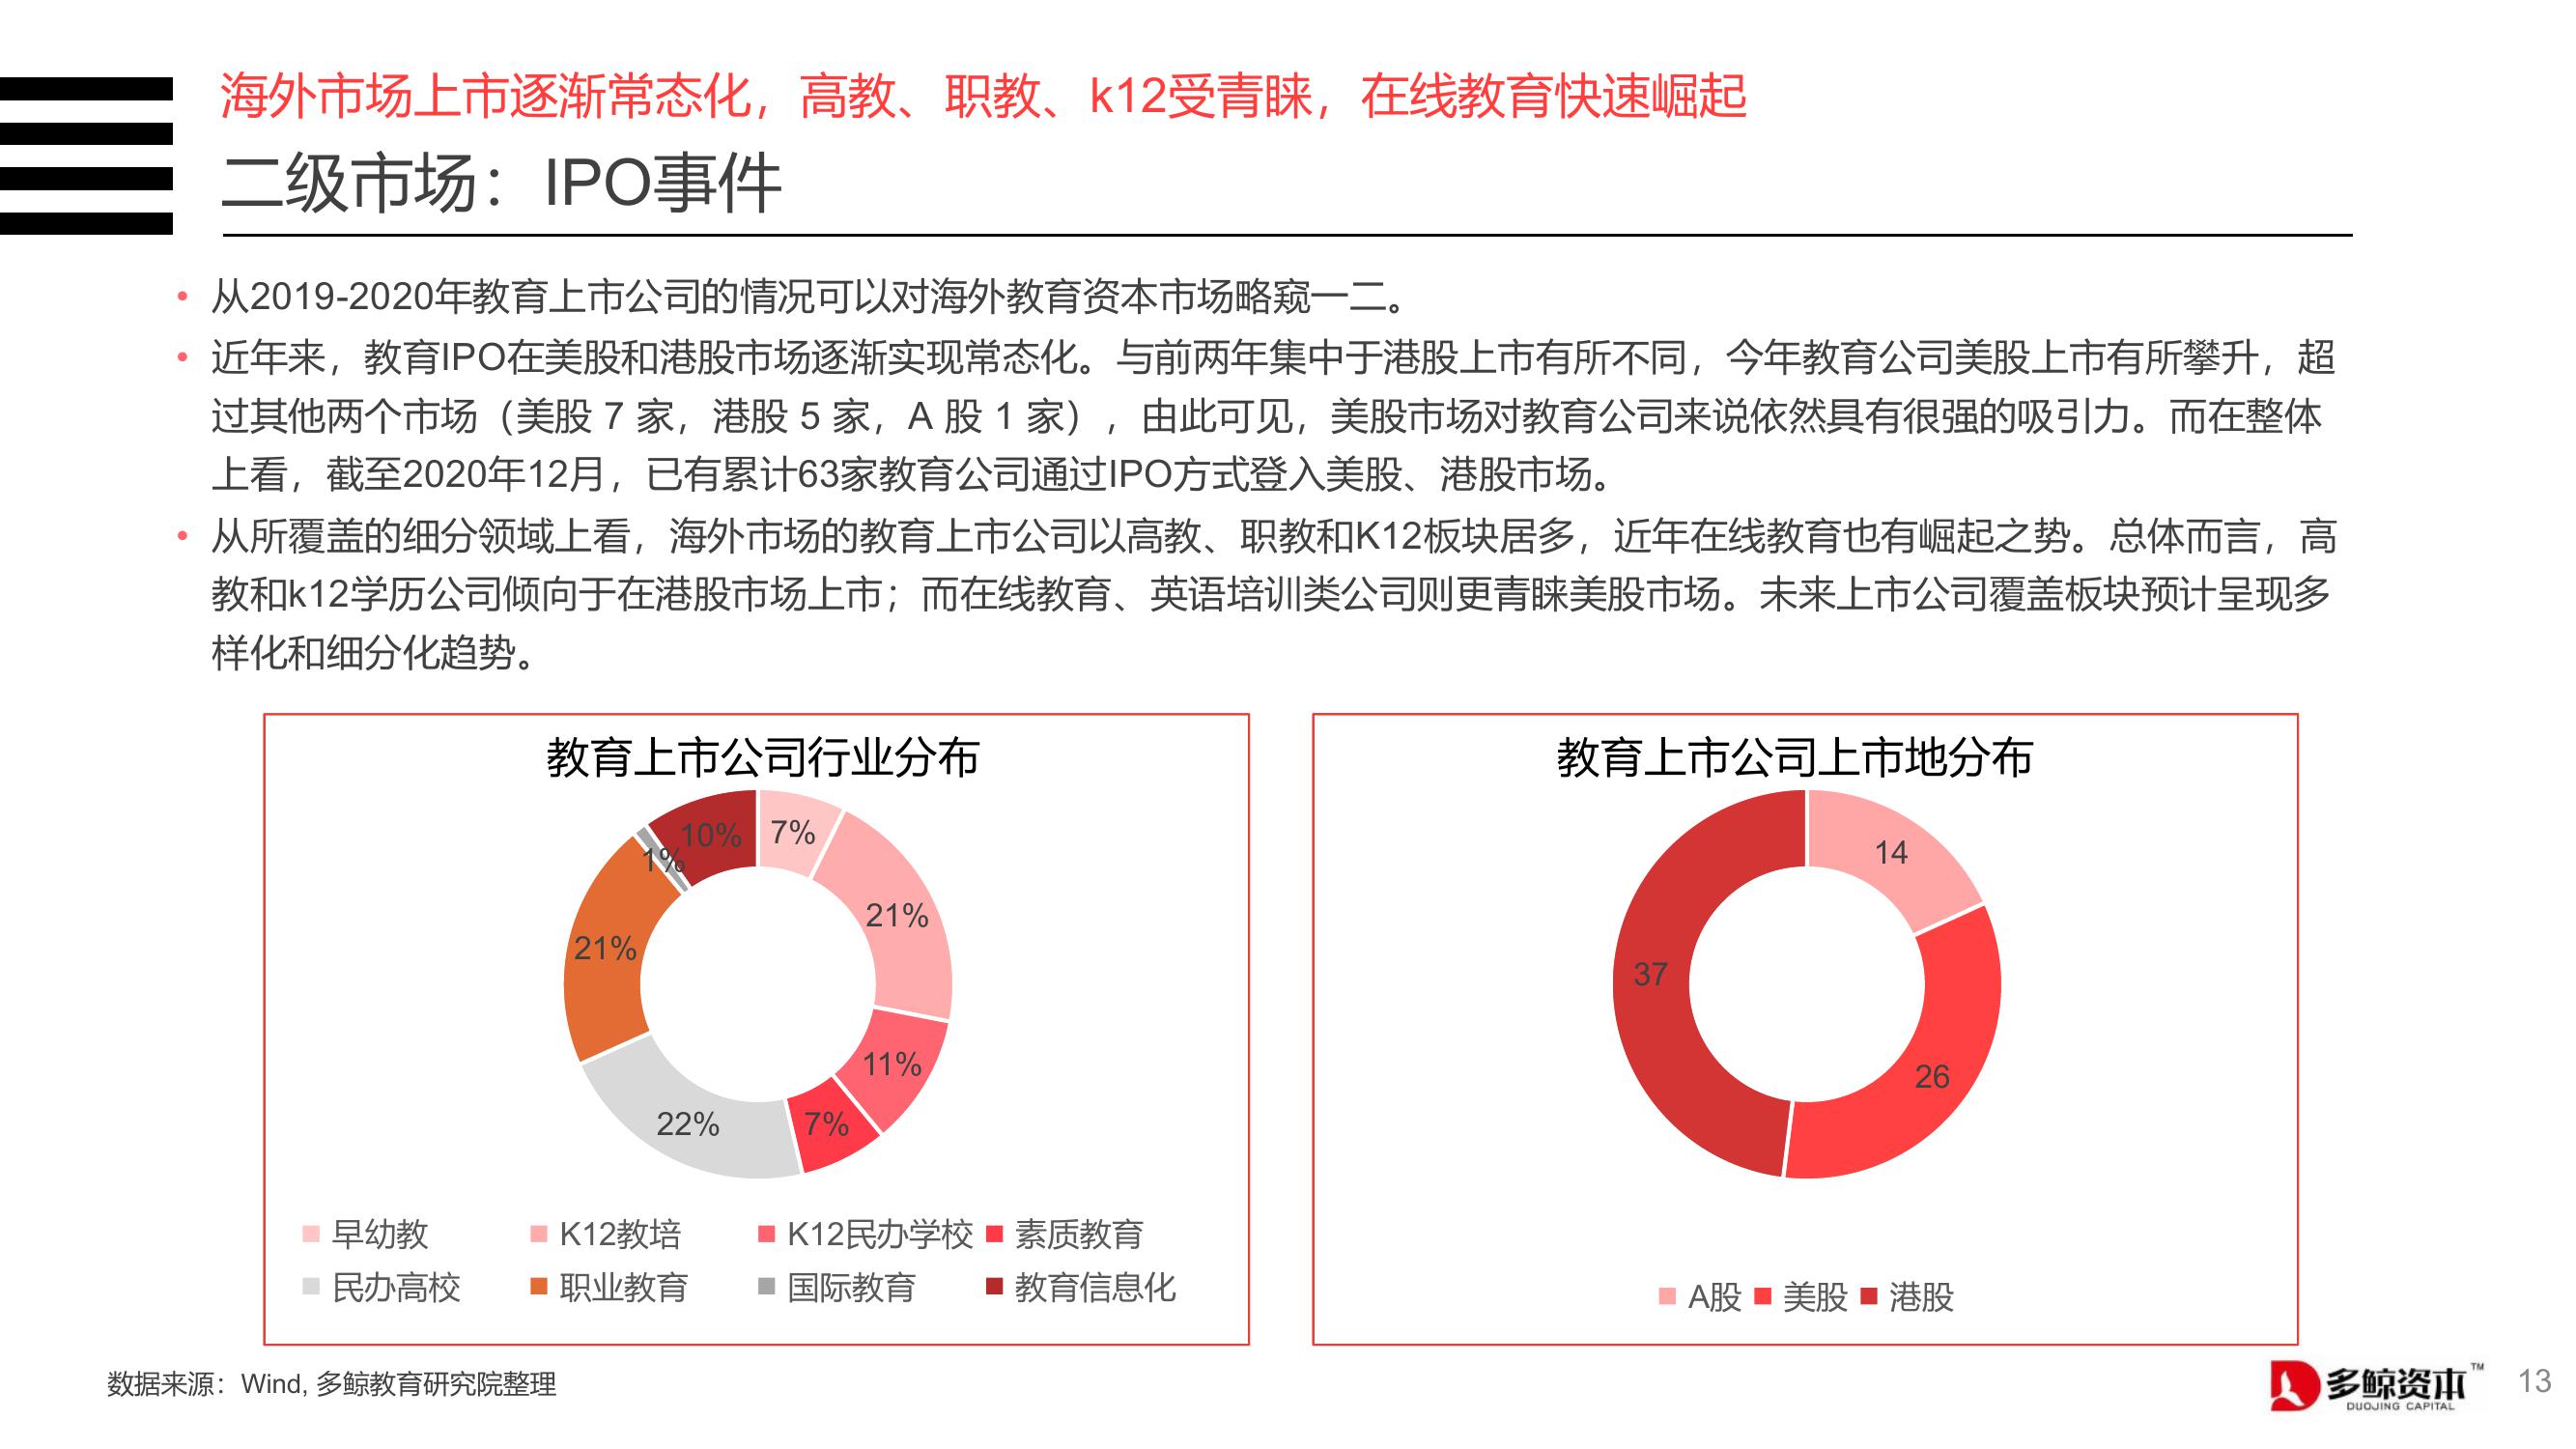 海外市场上市逐渐常态化，高教、职教、k12受青睐，在线教育快速崛起
二级市场：IPO事件
• 从2019-2020年教育上市公司的情况可以对海外教育资本市场略窥一二。
• 近年来，教育IPO在美股和港股市场逐渐实现常态化。与前两年集中于港股上市有所不同，今年教育公司美股上市有所攀升，超
过其他两个市场（美股 7 家，港股 5 家，A 股 1 家），由此可见，美股市场对教育公司来说依然具有很强的吸引力。而在整体
上看，截至2020年12月，已有累计63家教育公司通过IPO方式登入美股、港股市场。
• 从所覆盖的细分领域上看，海外市场的教育上市公司以高教、职教和K12板块居多，近年在线教育也有崛起之势。总体而言，高
教和k12学历公司倾向于在港股市场上市；而在线教育、英语培训类公司则更青睐美股市场。未来上市公司覆盖板块预计呈现多
样化和细分化趋势。
教育上市公司行业分布
7%
21%
11%
7%
22%
21%
1%
10%
早幼教 K12教培 K12民办学校 素质教育
民办高校 职业教育 国际教育 教育信息化
教育上市公司上市地分布
14
26
37
A股 美股 港股
数据来源：Wind, 多鲸教育研究院整理
多鲸资本™
DUOJING CAPITAL
13